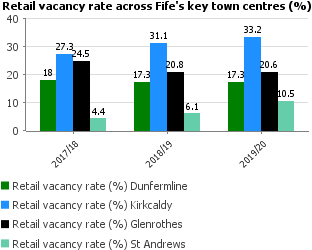 Retail vacancy rate across Fife's key town centres (%)
40
30
20
10
0
18 27.3 24.5 4.4
17.3 31.1 20.8 6.1
17.3 33.2 20.6 10.5
2017/18 2018/19 2019/20
Retail vacancy rate (%) Dunfermline
Retail vacancy rate (%) Kirkcaldy
Retail vacancy rate (%) Glenrothes
Retail vacancy rate (%) St Andrews